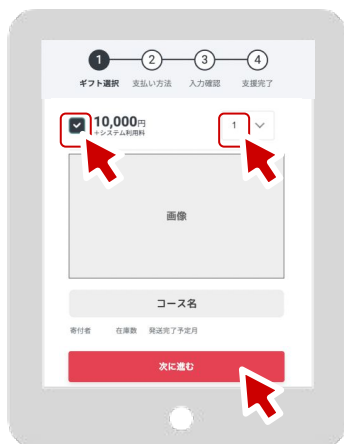 1 2 3 4
ギフト選択 支払い方法 入力確認 支援完了
10,000円 1
+システム利用料
画像
コース名
寄付者 在庫数 発送完了予定月
次に進む